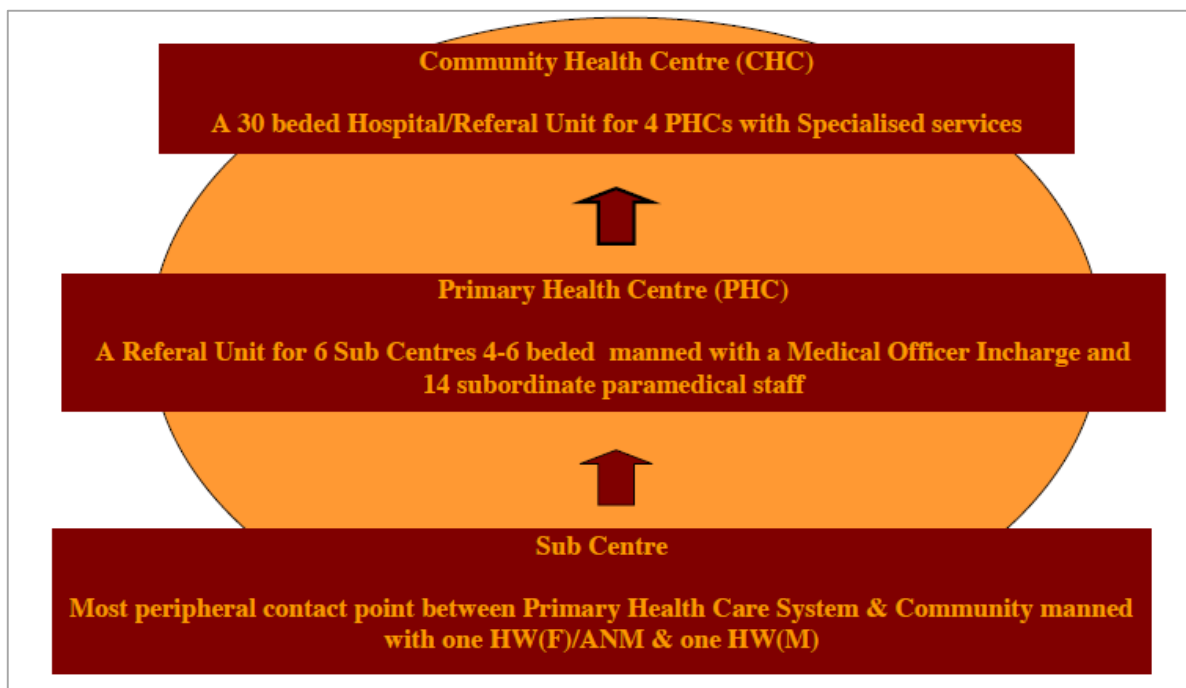 Community Health Centre (CHC)
A 30 beded Hospital/Referal Unit for 4 PHCs with Specialised services
Primary Health Centre (PHC)
A Referal Unit for 6 Sub Centres 4-6 beded manned with a Medical Officer Incharge and
14 subordinate paramedical staff
Sub Centre
Most peripheral contact point between Primary Health Care System & Community manned
with one HW(F)/ANM & one HW(M)